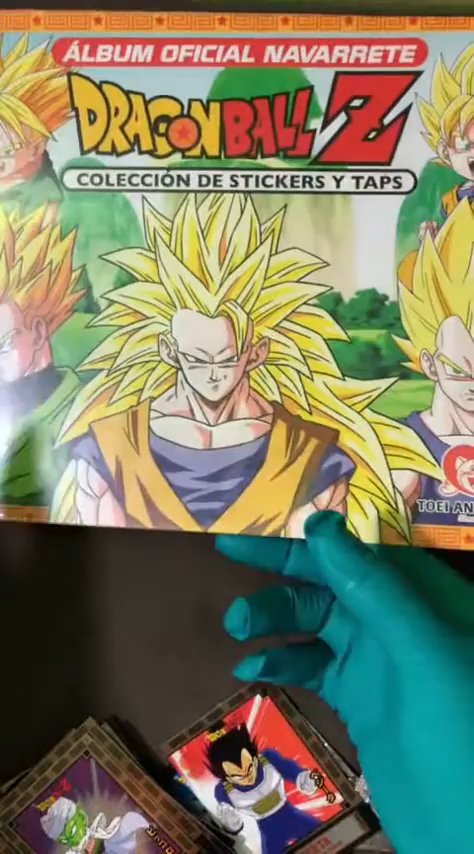 ÁLBUM OFICIAL NAVARRETE
DRAGON BALL Z
COLECCIÓN DE STICKERS Y TAPS
TOEI AN